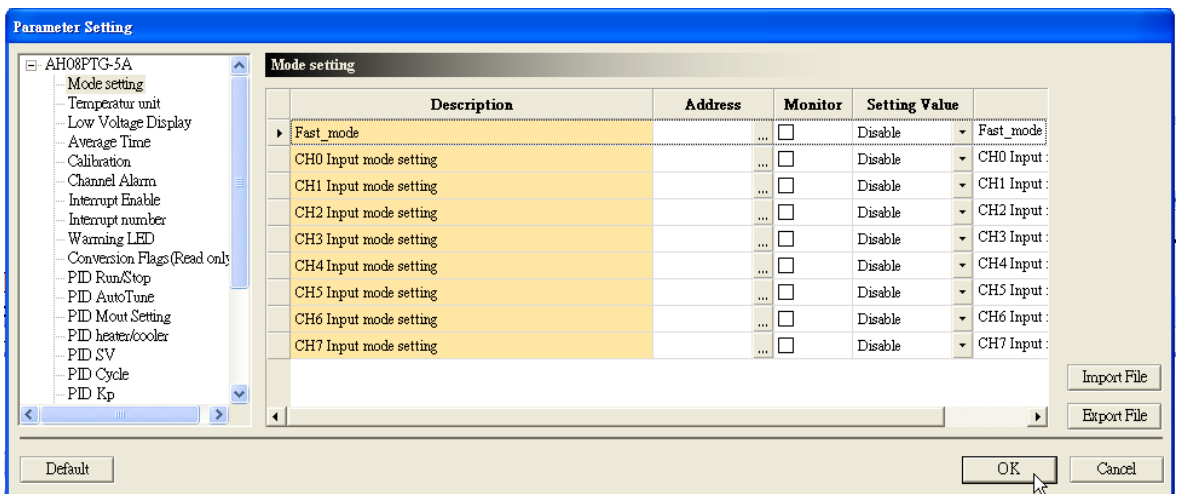 Parameter Setting
AH08PTG-5A
Mode setting
Temperatur unit
Low Voltage Display
Average Time
Calibration
Channel Alarm
Interrupt Enable
Interrupt number
Warming LED
Conversion Flags(Read only
PID Run/Stop
PID AutoTune
PID Mout Setting
PID heater/cooler
PID SV
PID Cycle
PID Kp
Mode setting
Description Address Monitor Setting Value
Fast_mode ... Disable Fast_mode
CH0 Input mode setting ... Disable CH0 Input :
CH1 Input mode setting ... Disable CH1 Input :
CH2 Input mode setting ... Disable CH2 Input :
CH3 Input mode setting ... Disable CH3 Input :
CH4 Input mode setting ... Disable CH4 Input :
CH5 Input mode setting ... Disable CH5 Input :
CH6 Input mode setting ... Disable CH6 Input :
CH7 Input mode setting ... Disable CH7 Input :
Import File
Export File
Default OK Cancel